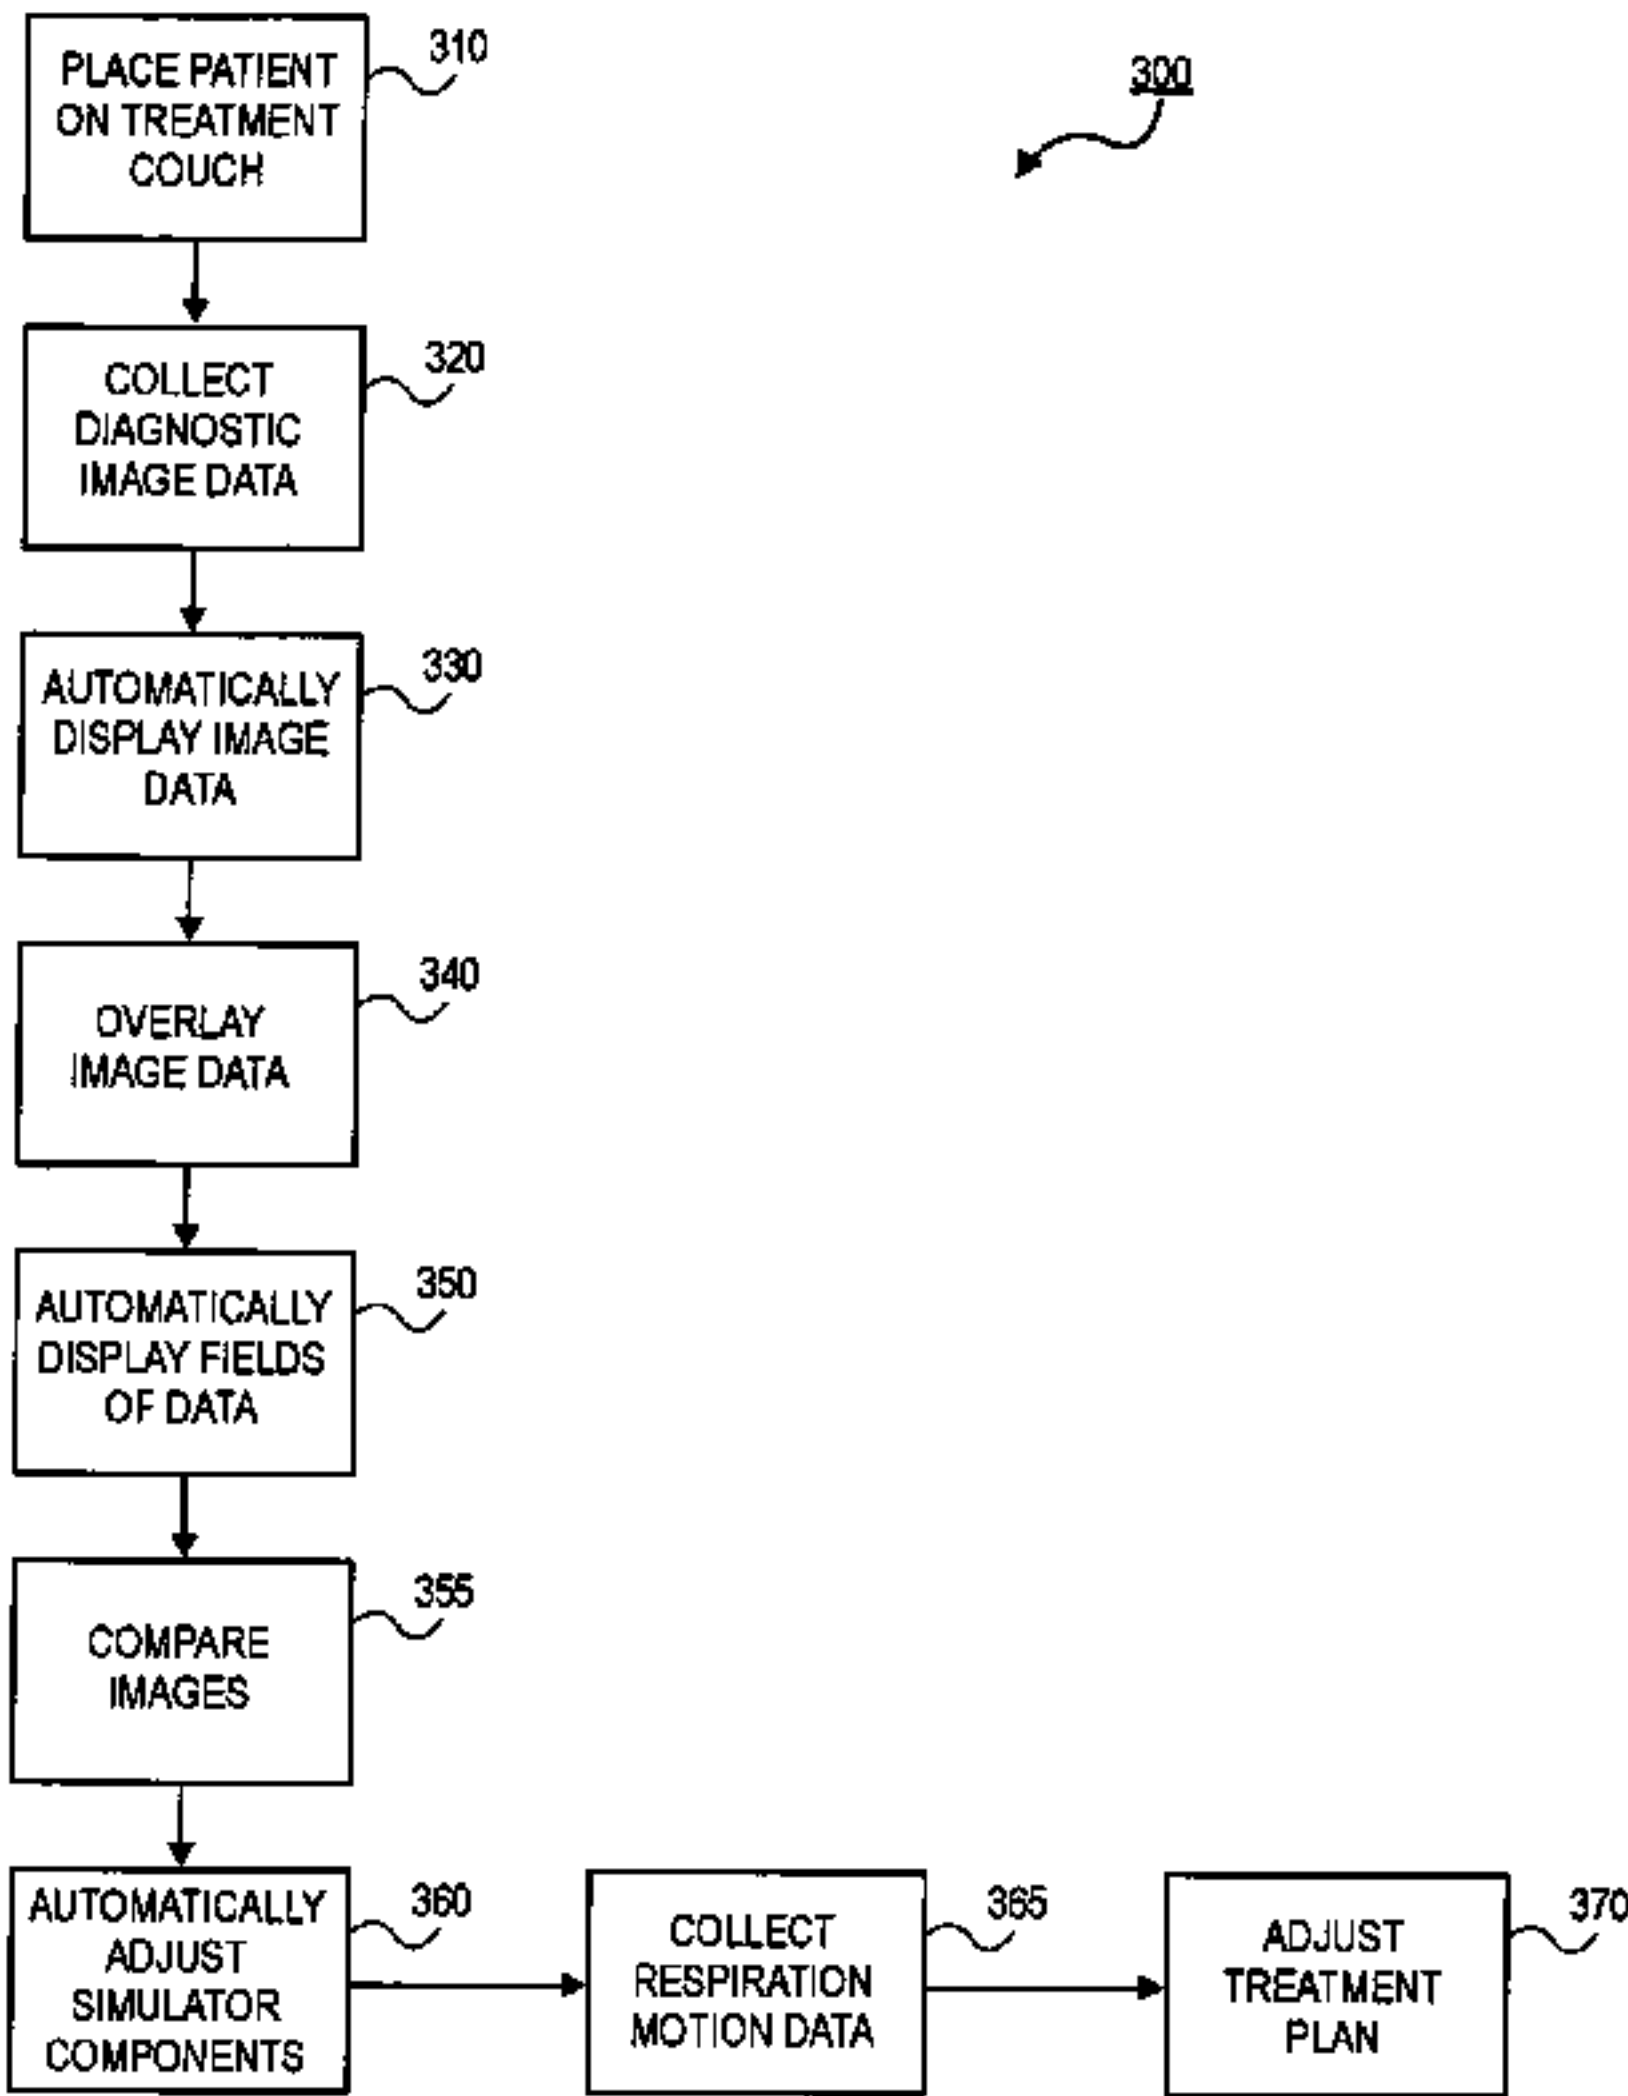 300
PLACE PATIENT
ON TREATMENT
COUCH
310
COLLECT
DIAGNOSTIC
IMAGE DATA
320
AUTOMATICALLY
DISPLAY IMAGE
DATA
330
OVERLAY
IMAGE DATA
340
AUTOMATICALLY
DISPLAY FIELDS
OF DATA
350
COMPARE
IMAGES
355
AUTOMATICALLY
ADJUST
SIMULATOR
COMPONENTS
360
COLLECT
RESPIRATION
MOTION DATA
365
ADJUST
TREATMENT
PLAN
370